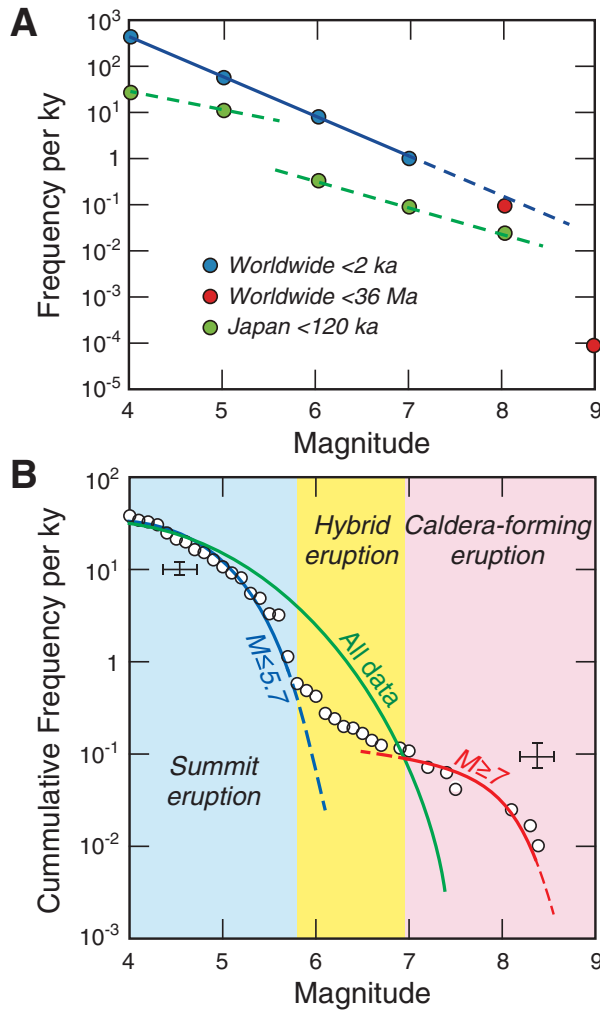 A
Frequency per ky
10³
10²
10¹
1
10⁻¹
10⁻²
10⁻³
10⁻⁴
10⁻⁵
Worldwide <2 ka
Worldwide <36 Ma
Japan <120 ka
4 5 6 7 8 9
Magnitude
B
Cummulative Frequency per ky
10²
10¹
1
10⁻¹
10⁻²
10⁻³
Hybrid
eruption
Caldera-forming
eruption
Summit
eruption
M≤5.7
All data
M≥7
4 5 6 7 8 9
Magnitude